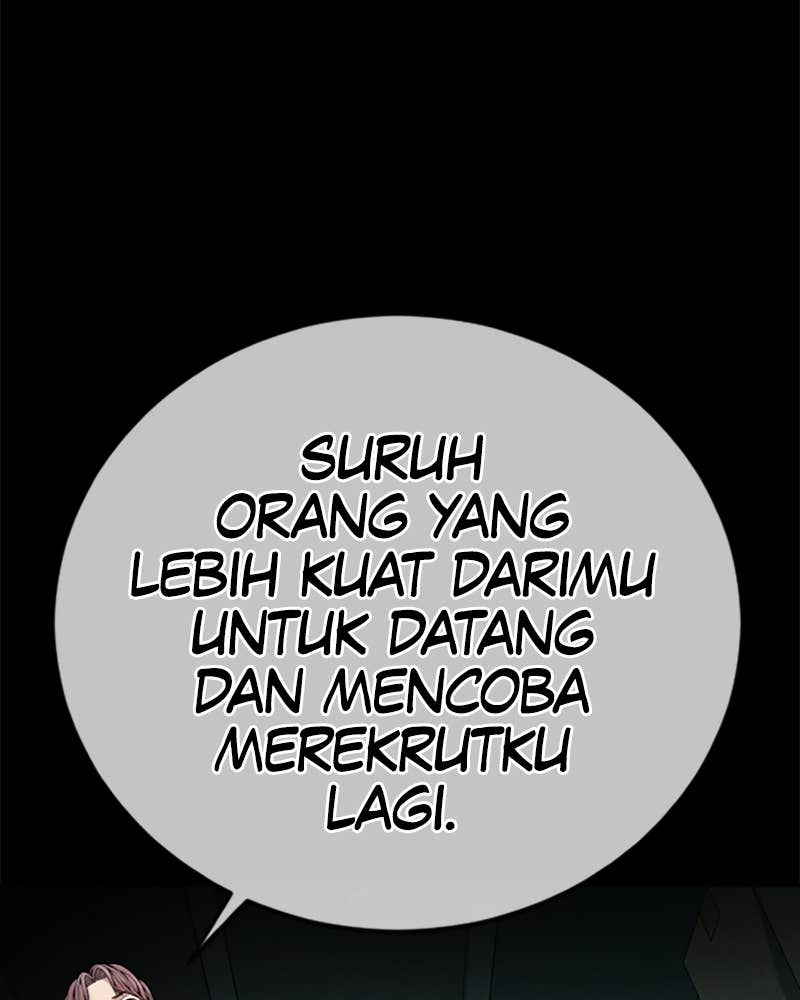 SURUH
ORANG YANG
LEBIH KUAT DARIMU
UNTUK DATANG
DAN MENCOBA
MEREKRUTKU
LAGI.